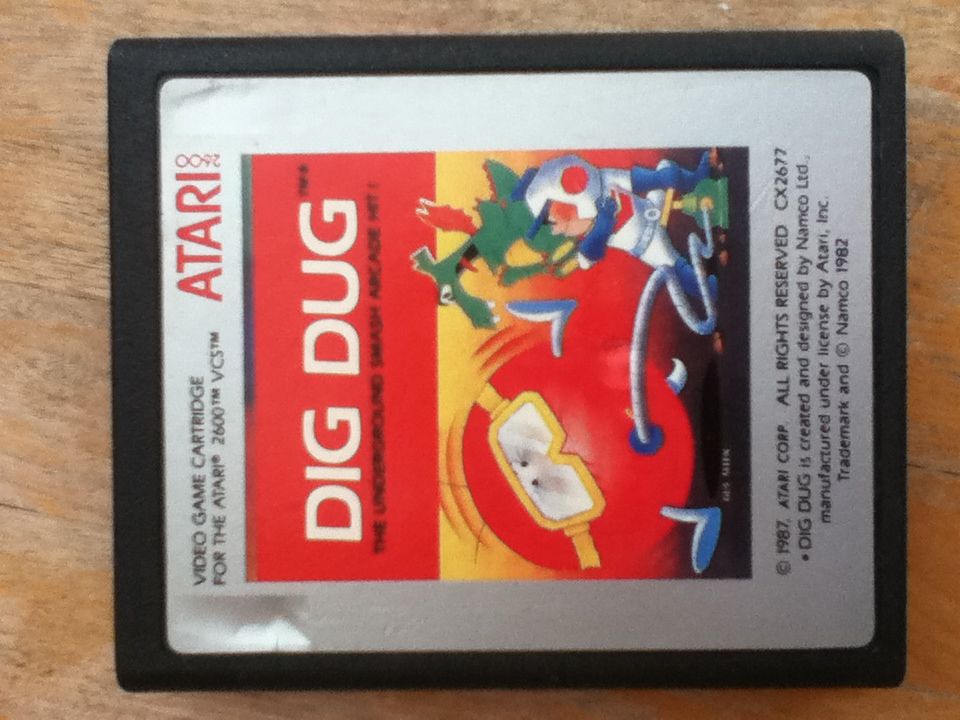 VIDEO GAME CARTRIDGE
FOR THE ATARI® 2600™ VCS™
ATARI
DIG DUG
THE UNDERGROUND SMASH ARCADE HIT!
© 1987, ATARI CORP. ALL RIGHTS RESERVED CX2677
• DIG DUG is created and designed by Namco Ltd.,
manufactured under license by Atari, Inc.
Trademark and © Namco 1982